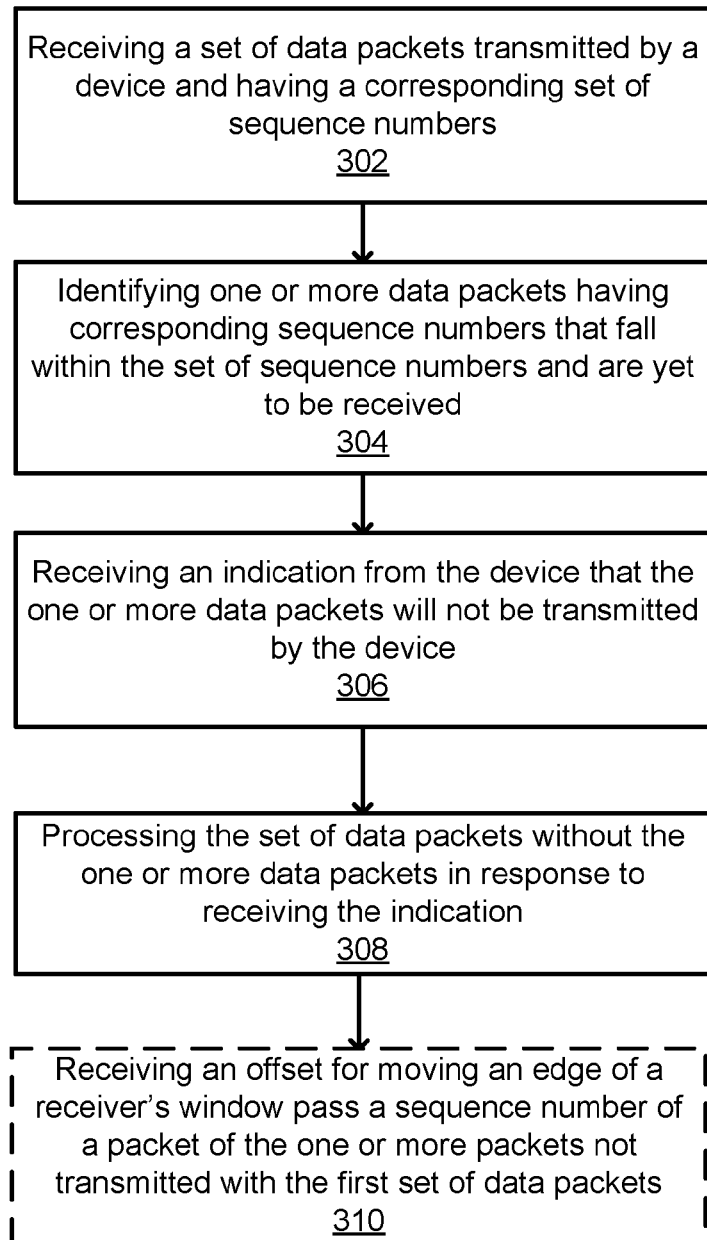 Receiving a set of data packets transmitted by a
device and having a corresponding set of
sequence numbers
302
Identifying one or more data packets having
corresponding sequence numbers that fall
within the set of sequence numbers and are yet
to be received
304
Receiving an indication from the device that the
one or more data packets will not be transmitted
by the device
306
Processing the set of data packets without the
one or more data packets in response to
receiving the indication
308
Receiving an offset for moving an edge of a
receiver's window pass a sequence number of
a packet of the one or more packets not
transmitted with the first set of data packets
310